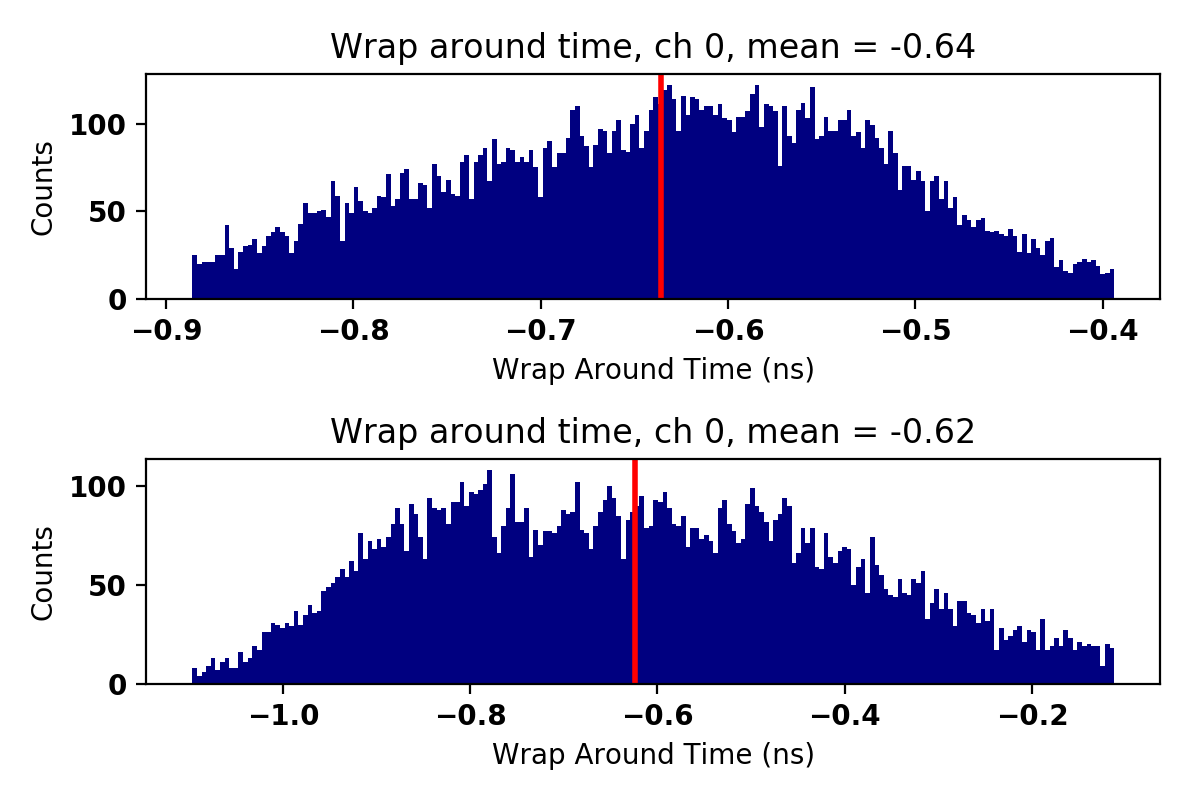 Wrap around time, ch 0, mean = -0.64
Counts
100
50
0
−0.9 −0.8 −0.7 −0.6 −0.5 −0.4
Wrap Around Time (ns)
Wrap around time, ch 0, mean = -0.62
Counts
100
50
0
−1.0 −0.8 −0.6 −0.4 −0.2
Wrap Around Time (ns)